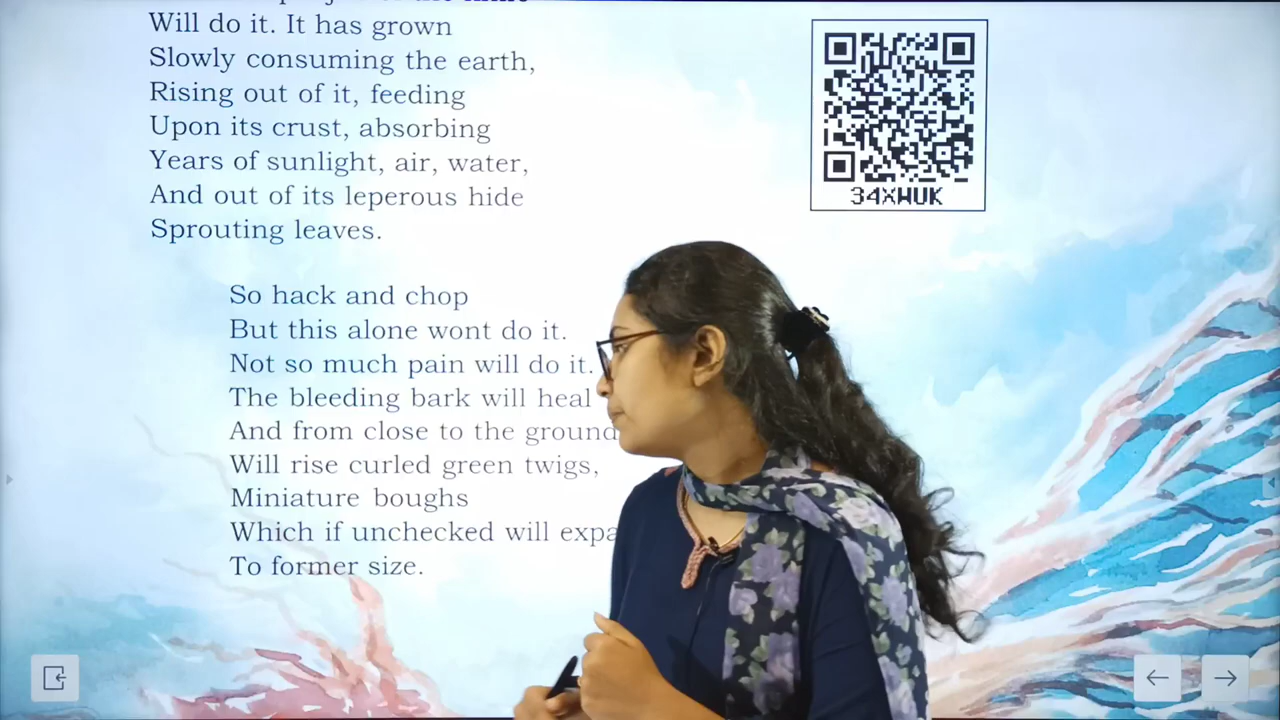 Will do it. It has grown
Slowly consuming the earth,
Rising out of it, feeding
Upon its crust, absorbing
Years of sunlight, air, water,
And out of its leperous hide
Sprouting leaves.
So hack and chop
But this alone wont do it.
Not so much pain will do it.
The bleeding bark will heal
And from close to the ground
Will rise curled green twigs,
Miniature boughs
Which if unchecked will expa
To former size.
34XWUK